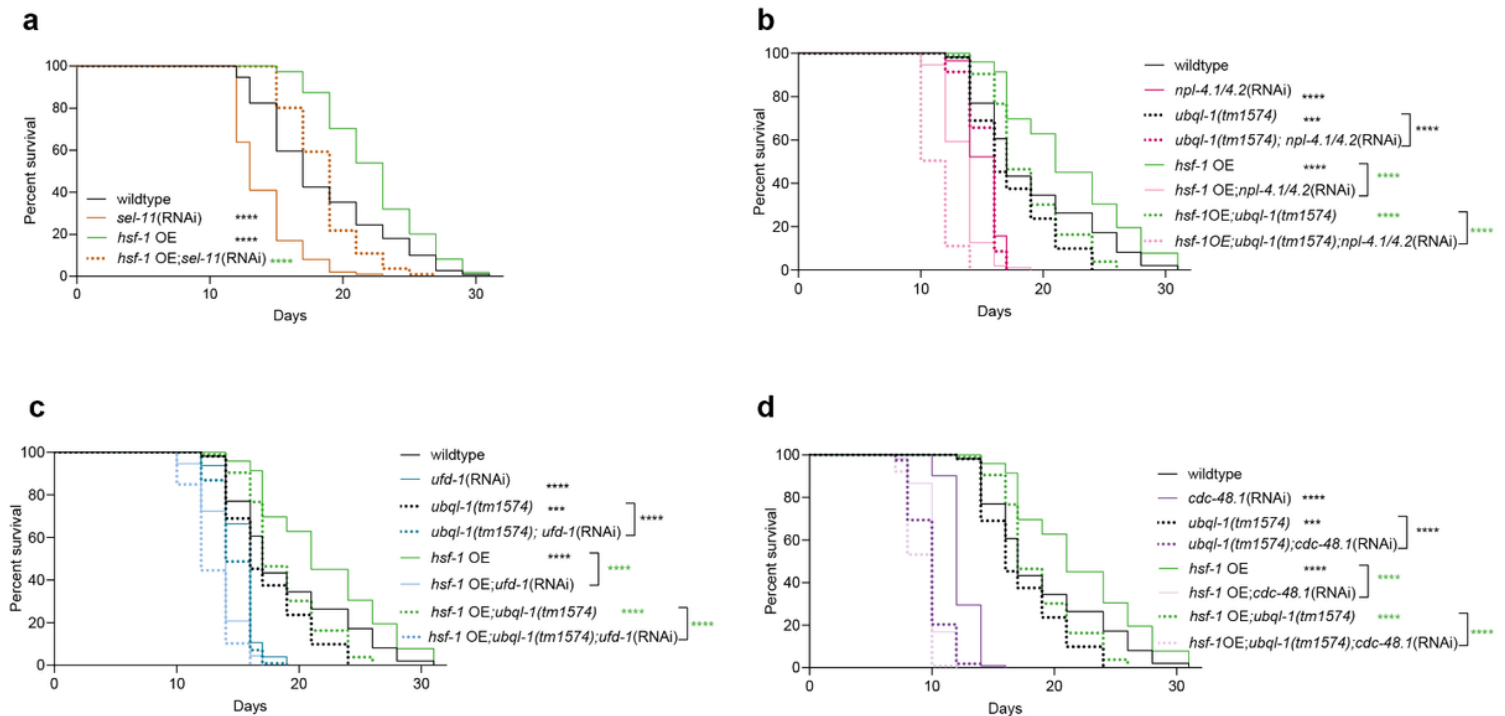 a
Percent survival
100
80
60
40
20
0
0 10 20 30
Days
wildtype
sel-11(RNAi) ****
hsf-1 OE ****
hsf-1 OE;sel-11(RNAi) ****
b
Percent survival
100
80
60
40
20
0
0 10 20 30
Days
wildtype
npl-4.1/4.2(RNAi) ****
ubql-1(tm1574) ***
ubql-1(tm1574); npl-4.1/4.2(RNAi) ****
hsf-1 OE ****
hsf-1 OE;npl-4.1/4.2(RNAi) ****
hsf-1OE;ubql-1(tm1574) ****
hsf-1OE;ubql-1(tm1574);npl-4.1/4.2(RNAi) ****
c
Percent survival
100
80
60
40
20
0
0 10 20 30
Days
wildtype
ufd-1(RNAi) ****
ubql-1(tm1574) ***
ubql-1(tm1574); ufd-1(RNAi) ****
hsf-1 OE ****
hsf-1 OE;ufd-1(RNAi) ****
hsf-1 OE;ubql-1(tm1574) ****
hsf-1 OE;ubql-1(tm1574);ufd-1(RNAi) ****
d
Percent survival
100
80
60
40
20
0
0 10 20 30
Days
wildtype
cdc-48.1(RNAi) ****
ubql-1(tm1574) ***
ubql-1(tm1574);cdc-48.1(RNAi) ****
hsf-1 OE ****
hsf-1 OE;cdc-48.1(RNAi) ****
hsf-1 OE;ubql-1(tm1574) ****
hsf-1OE;ubql-1(tm1574);cdc-48.1(RNAi) ****